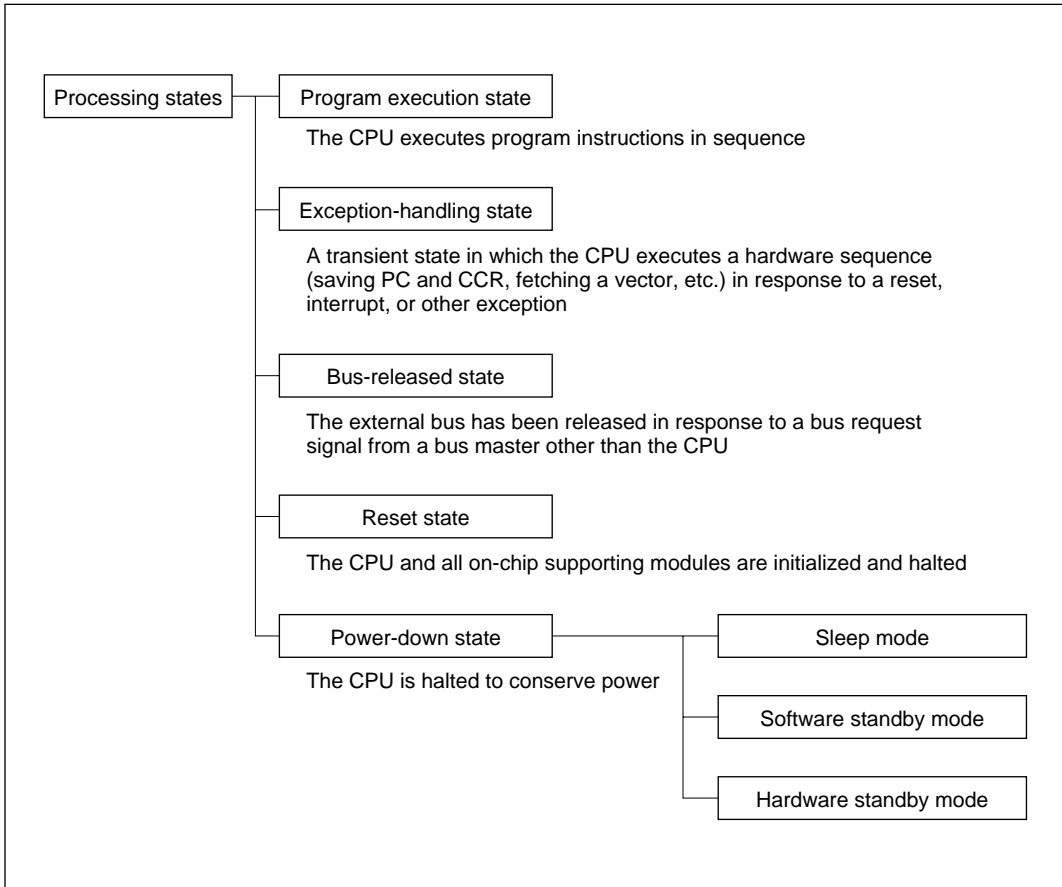 Processing states
Program execution state
The CPU executes program instructions in sequence
Exception-handling state
A transient state in which the CPU executes a hardware sequence
(saving PC and CCR, fetching a vector, etc.) in response to a reset,
interrupt, or other exception
Bus-released state
The external bus has been released in response to a bus request
signal from a bus master other than the CPU
Reset state
The CPU and all on-chip supporting modules are initialized and halted
Power-down state
The CPU is halted to conserve power
Sleep mode
Software standby mode
Hardware standby mode